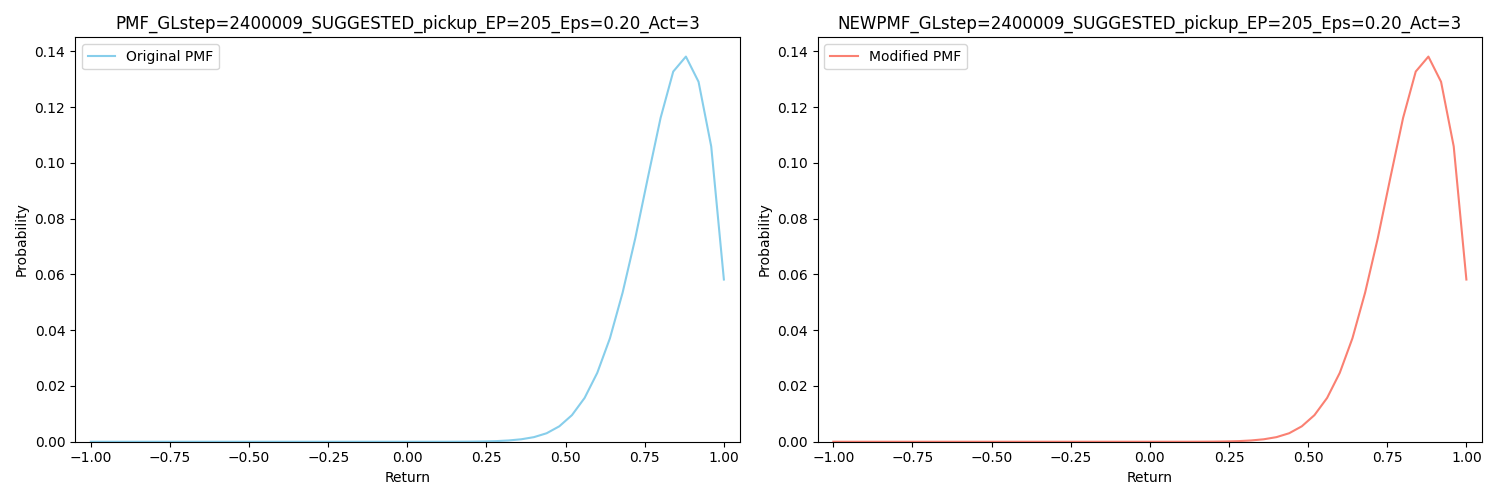 PMF_GLstep=2400009_SUGGESTED_pickup_EP=205_Eps=0.20_Act=3
Original PMF
Probability
0.14
0.12
0.10
0.08
0.06
0.04
0.02
0.00
−1.00 −0.75 −0.50 −0.25 0.00 0.25 0.50 0.75 1.00
Return
NEWPMF_GLstep=2400009_SUGGESTED_pickup_EP=205_Eps=0.20_Act=3
Modified PMF
Probability
0.14
0.12
0.10
0.08
0.06
0.04
0.02
0.00
−1.00 −0.75 −0.50 −0.25 0.00 0.25 0.50 0.75 1.00
Return